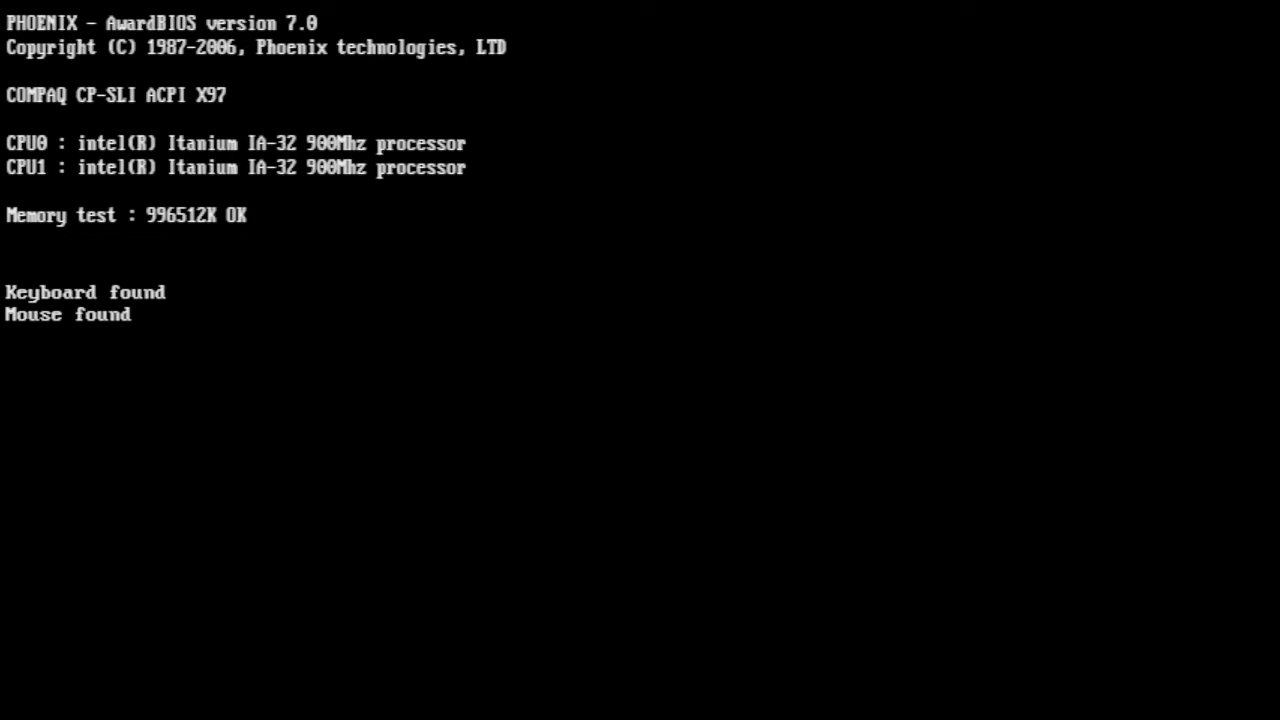 PHOENIX - AwardBIOS version 7.0
Copyright (C) 1987-2006, Phoenix technologies, LTD
COMPAQ CP-SLI ACPI X97
CPU0 : intel(R) Itanium IA-32 900Mhz processor
CPU1 : intel(R) Itanium IA-32 900Mhz processor
Memory test : 996512K OK
Keyboard found
Mouse found